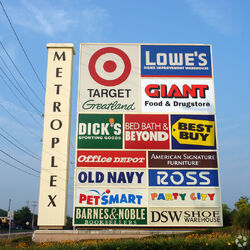 METROPLEX
TARGET
Greatland
LOWE'S
HOME IMPROVEMENT WAREHOUSE
GIANT
Food & Drugstore
DICK'S
SPORTING GOODS
BED BATH &
BEYOND
BEST
BUY
OFFICE DEPOT
AMERICAN SIGNATURE
FURNITURE
OLD NAVY
ROSS
PETSMART
PARTY CITY
BARNES & NOBLE
BOOKSELLERS
DSW SHOE
WAREHOUSE